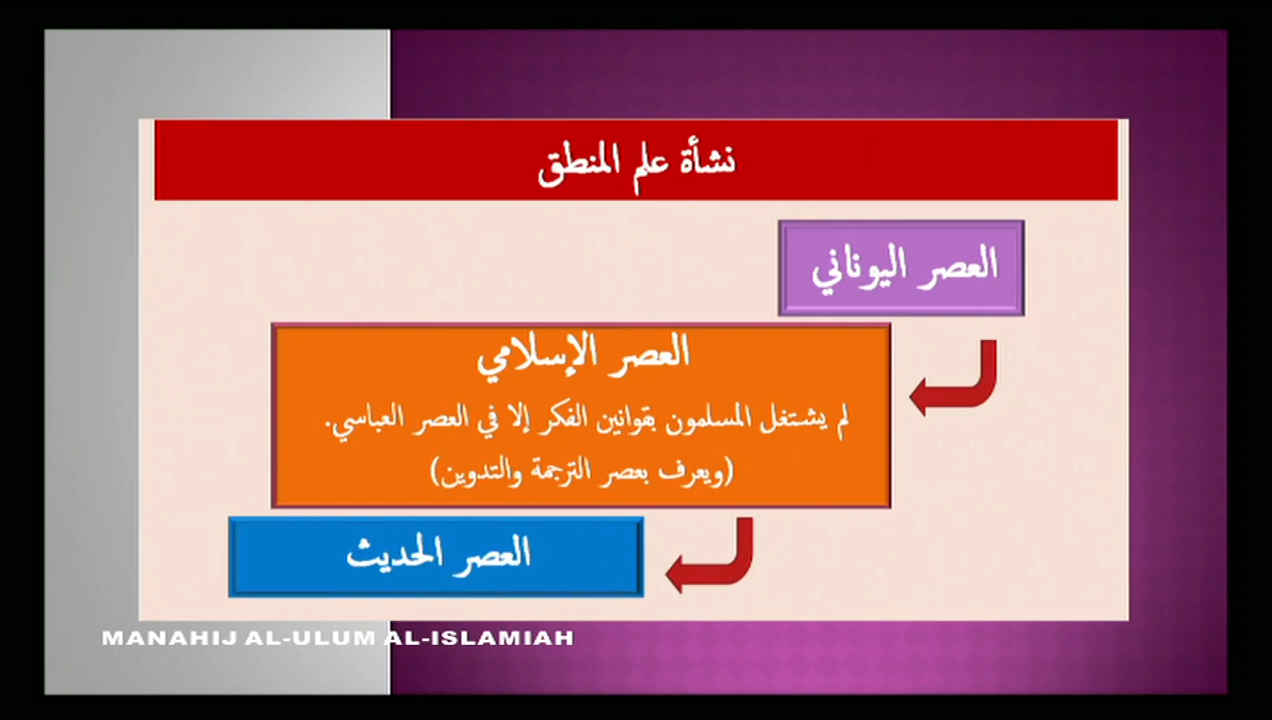 نشأة علم المنطق
العصر اليوناني
العصر الإسلامي
لم يشتغل المسلمون بقوانين الفكر إلا في العصر العباسي.
(ويعرف بعصر الترجمة والتدوين)
العصر الحديث
MANAHIJ AL-ULUM AL-ISLAMIAH